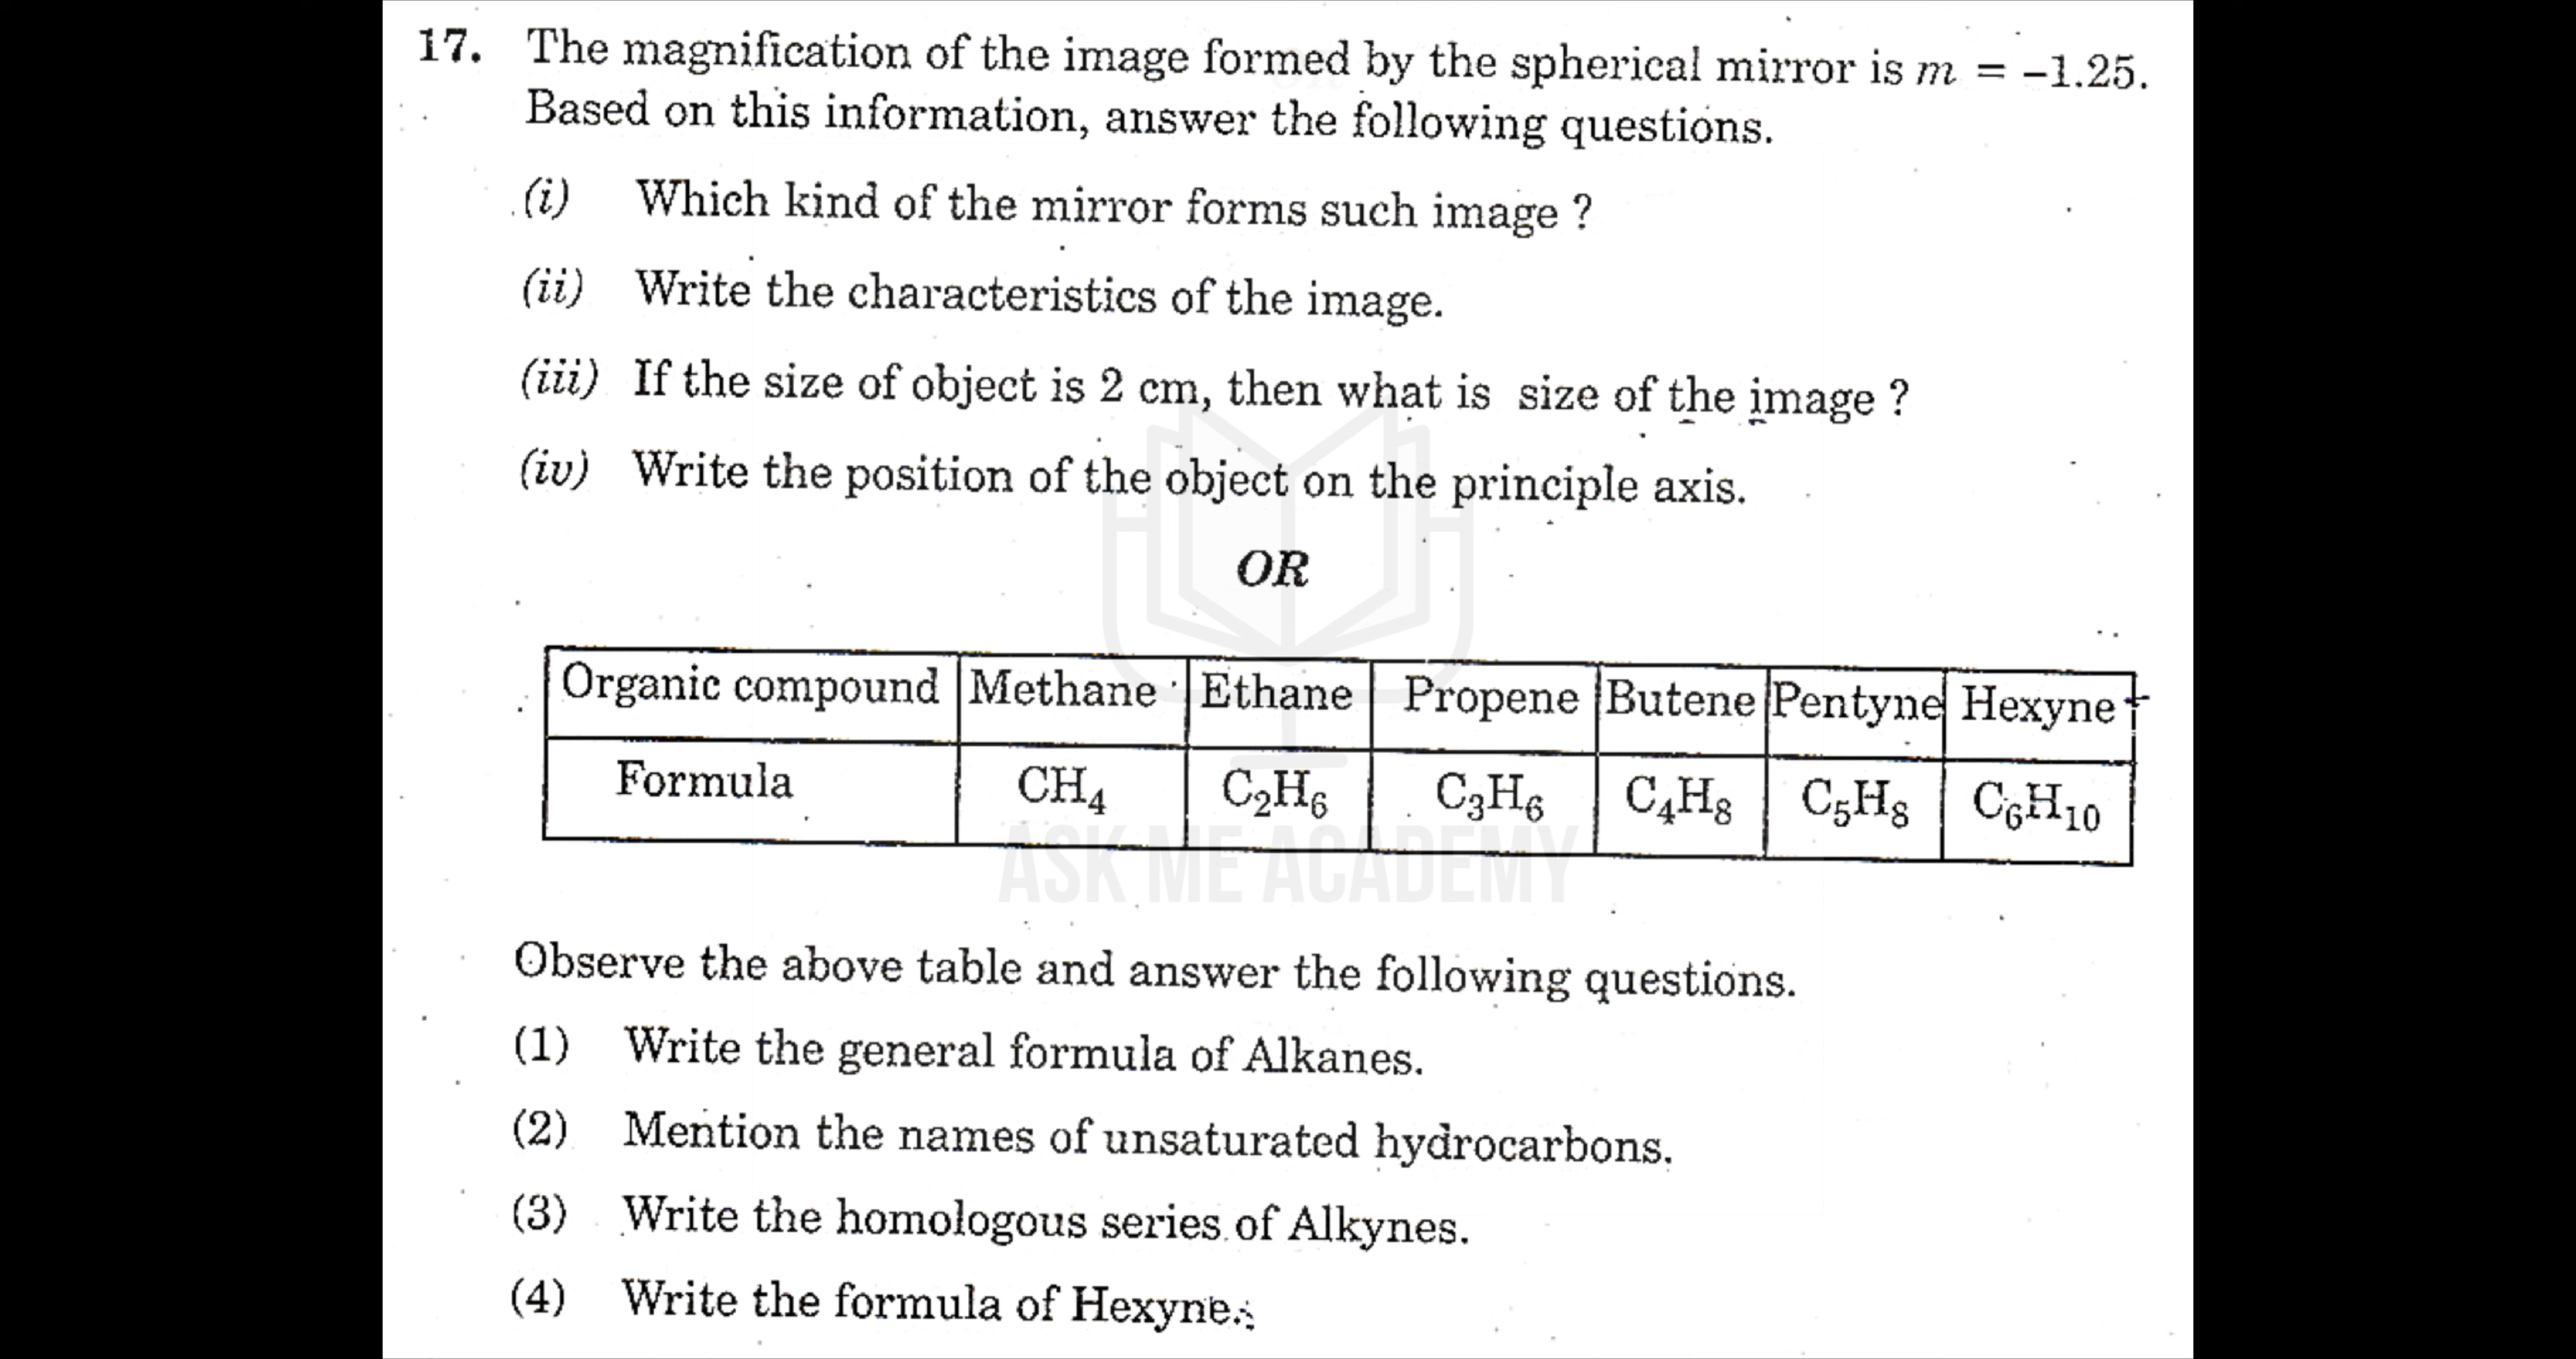 17. The magnification of the image formed by the spherical mirror is m = –1.25.
Based on this information, answer the following questions.
(i) Which kind of the mirror forms such image ?
(ii) Write the characteristics of the image.
(iii) If the size of object is 2 cm, then what is size of the image ?
(iv) Write the position of the object on the principle axis.
OR
Organic compound Methane Ethane Propene Butene Pentyne Hexyne
Formula CH₄ C₂H₆ C₃H₆ C₄H₈ C₅H₈ C₆H₁₀
ASK ME ACADEMY
Observe the above table and answer the following questions.
(1) Write the general formula of Alkanes.
(2) Mention the names of unsaturated hydrocarbons.
(3) Write the homologous series of Alkynes.
(4) Write the formula of Hexyne.